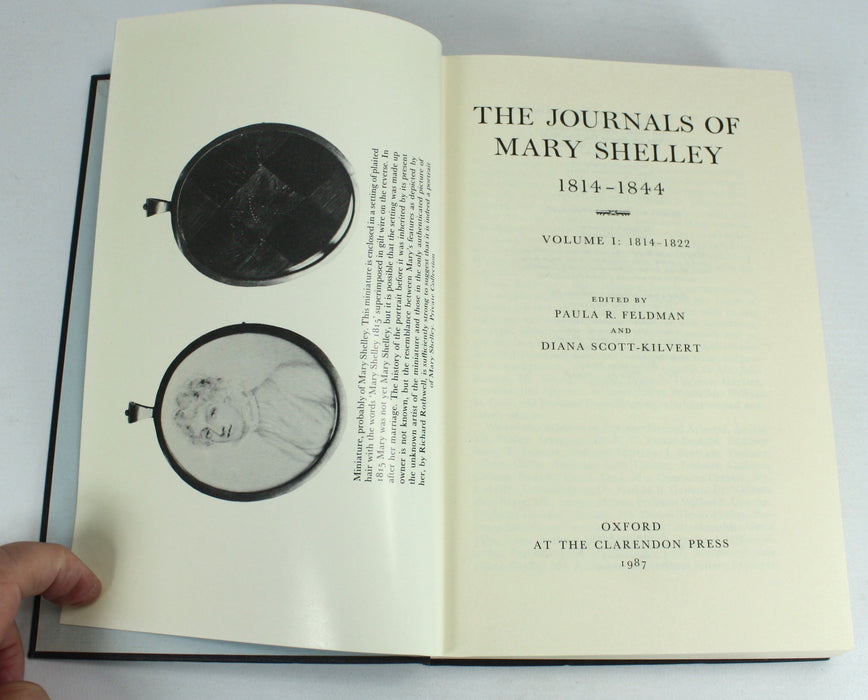 Miniature, probably of Mary Shelley. This miniature is enclosed in a setting of plaited
hair with the words 'Mary Shelley 1815' superimposed in gilt wire on the reverse. In
1815 Mary was not yet Mary Shelley, but it is possible that the setting was made up
after her marriage. The history of the portrait before it was inherited by its present
owner is not known, but the resemblance between Mary's features as depicted by
the unknown artist of the miniature and those in the only authenticated picture of
her, by Richard Rothwell, is sufficiently strong to suggest that it is indeed a portrait
of Mary Shelley. Private Collection
THE JOURNALS OF
MARY SHELLEY
1814–1844
VOLUME I: 1814–1822
EDITED BY
PAULA R. FELDMAN
AND
DIANA SCOTT-KILVERT
OXFORD
AT THE CLARENDON PRESS
1987